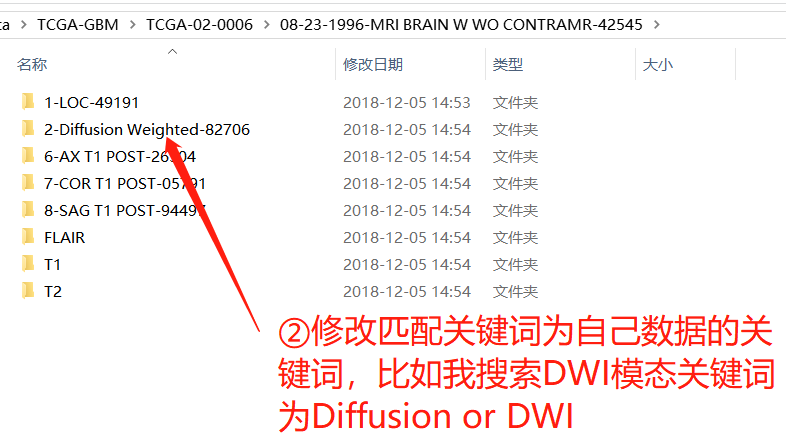 ta > TCGA-GBM > TCGA-02-0006 > 08-23-1996-MRI BRAIN W WO CONTRAMR-42545 >
名称 修改日期 类型 大小
1-LOC-49191 2018-12-05 14:53 文件夹
2-Diffusion Weighted-82706 2018-12-05 14:54 文件夹
6-AX T1 POST-26504 2018-12-05 14:54 文件夹
7-COR T1 POST-05791 2018-12-05 14:54 文件夹
8-SAG T1 POST-94497 2018-12-05 14:54 文件夹
FLAIR 2018-12-05 14:54 文件夹
T1 2018-12-05 14:54 文件夹
T2 2018-12-05 14:54 文件夹
②修改匹配关键词为自己数据的关
键词，比如我搜索DWI模态关键词
为Diffusion or DWI